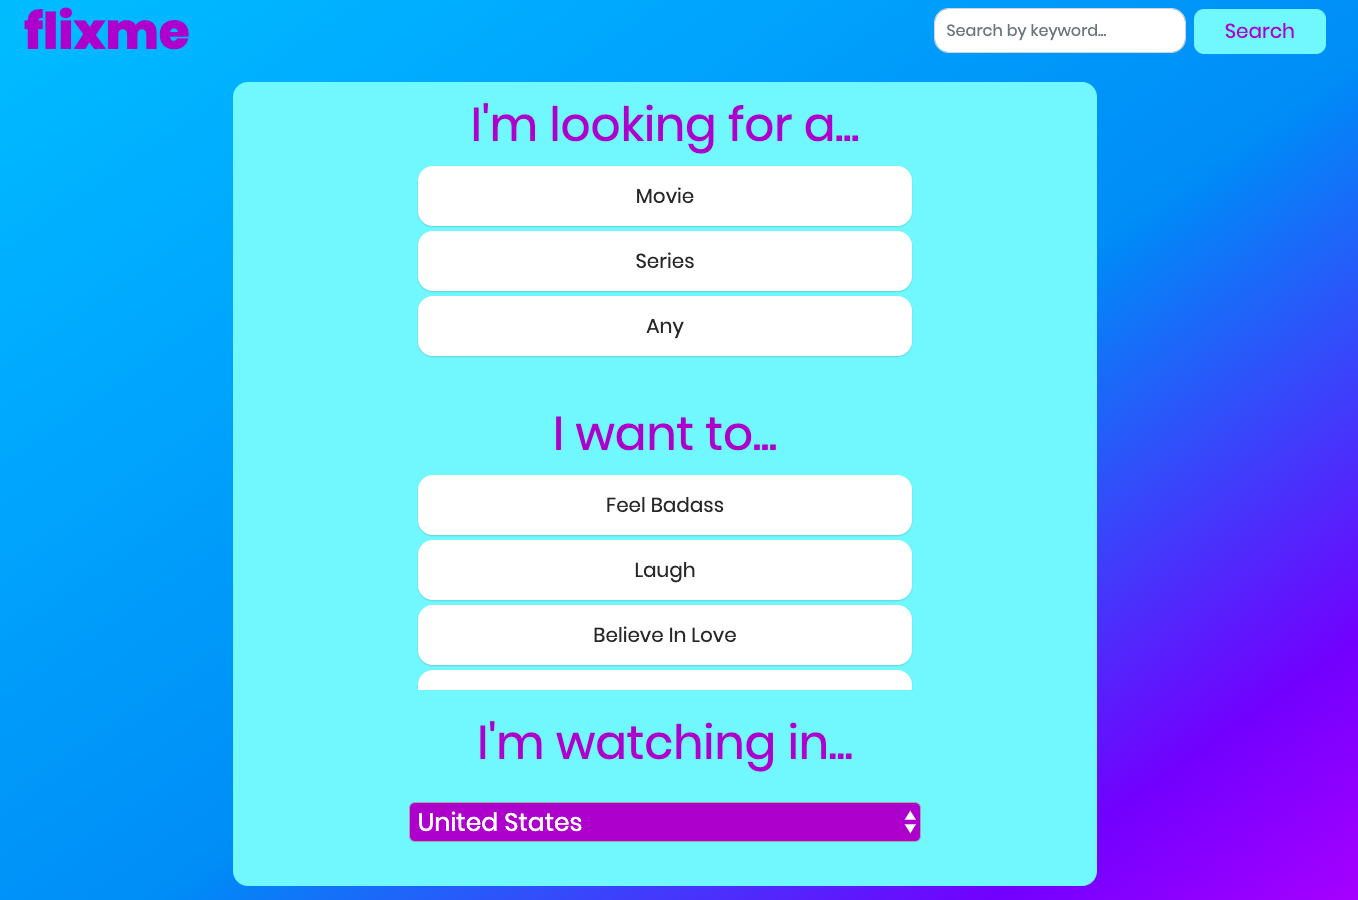 flixme
Search by keyword...
Search
I'm looking for a...
Movie
Series
Any
I want to...
Feel Badass
Laugh
Believe In Love
I'm watching in...
United States